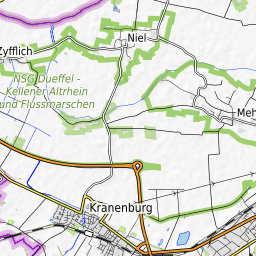 Niel
Zyfflich
NSG Dueffel -
Kellener Altrhein
und Flussmarschen
Meh
Kranenburg